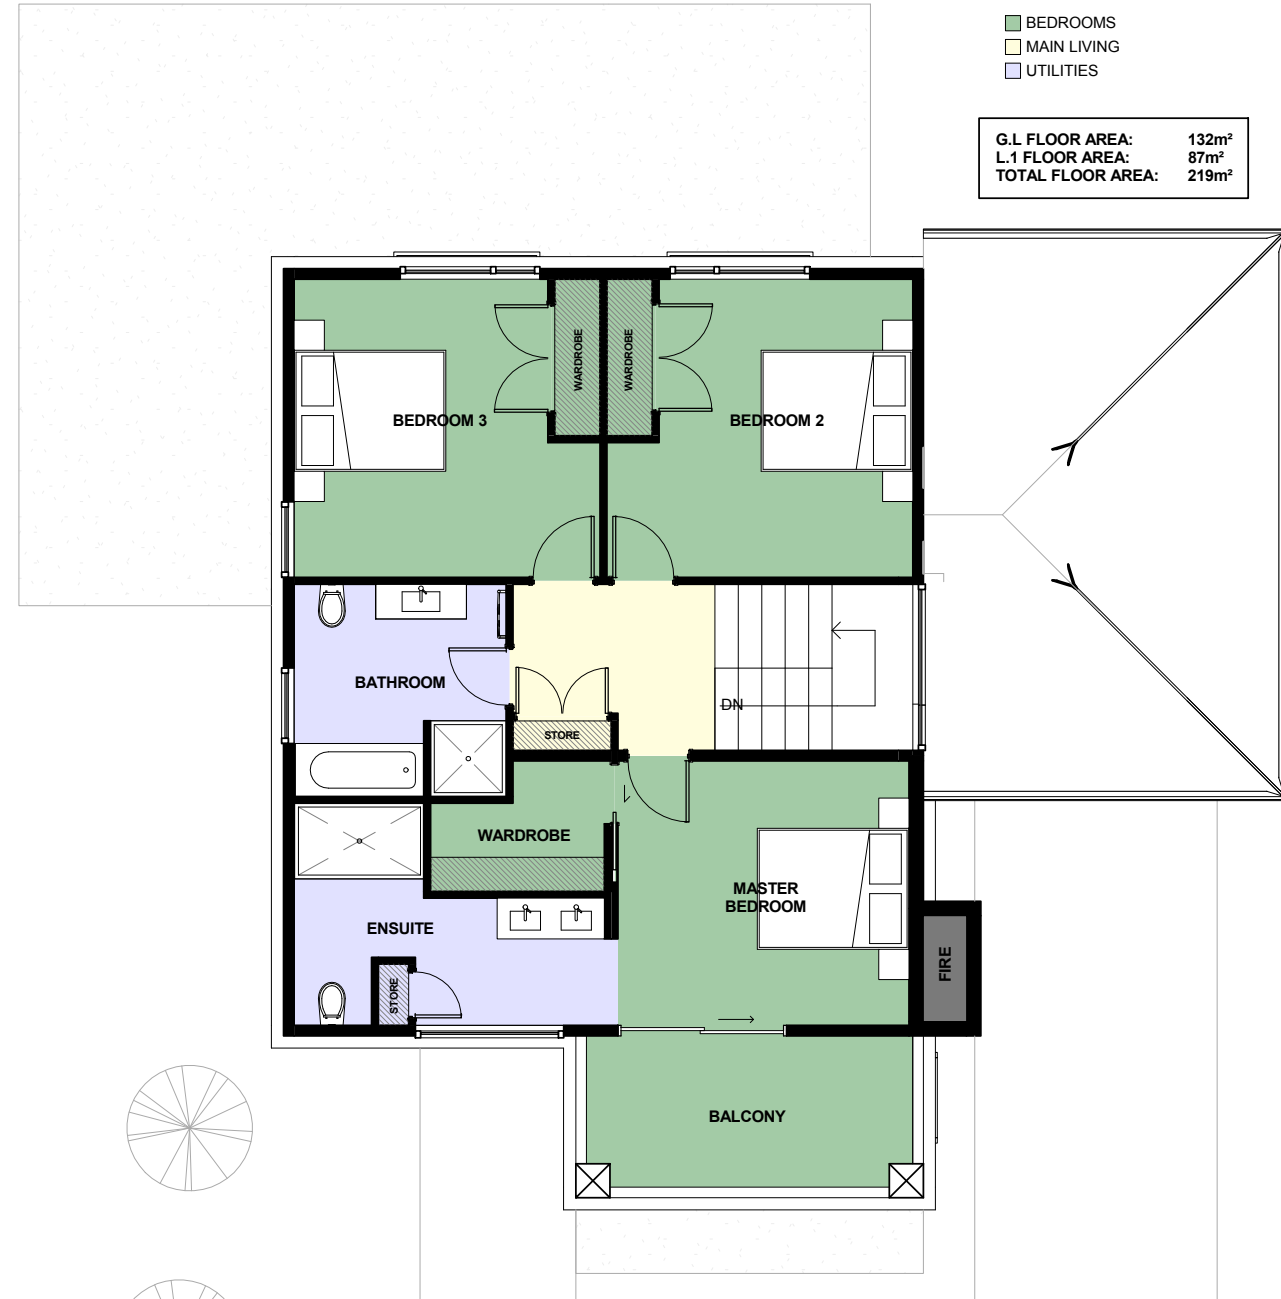 BEDROOMS
MAIN LIVING
UTILITIES
G.L FLOOR AREA: 132m²
L.1 FLOOR AREA: 87m²
TOTAL FLOOR AREA: 219m²
WARDROBE
WARDROBE
BEDROOM 3
BEDROOM 2
BATHROOM
DN
STORE
WARDROBE
MASTER
BEDROOM
ENSUITE
FIRE
STORE
BALCONY